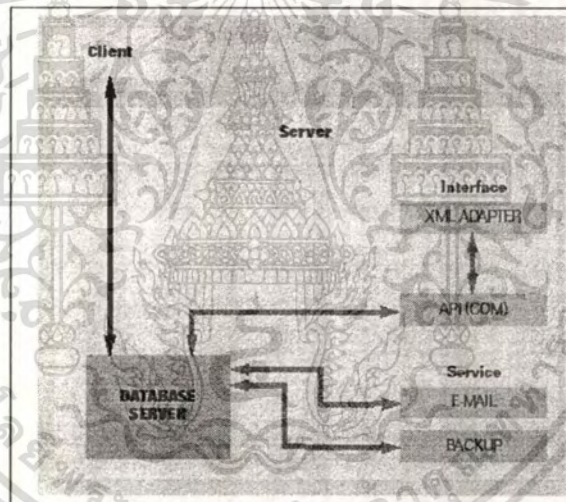 Client
Server
Interface
XML ADAPTER
API (COM)
Service
DATABASE
SERVER
E-MAIL
BACKUP